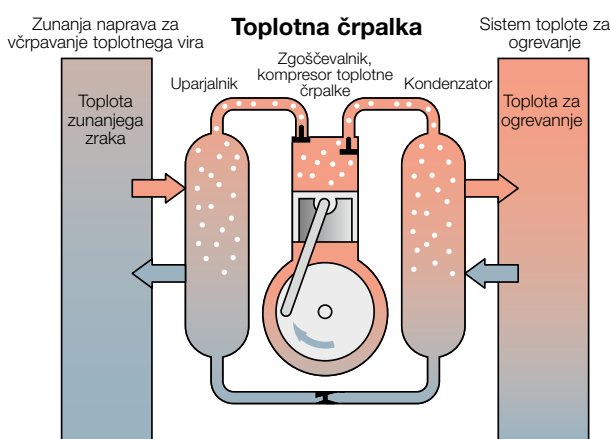 Zunanja naprava za
včrpavanje toplotnega vira
Toplotna črpalka
Sistem toplote za
ogrevanje
Zgoščevalnik,
kompresor toplotne
črpalke
Uparjalnik
Kondenzator
Toplota
zunanjega
zraka
Toplota za
ogrevannje